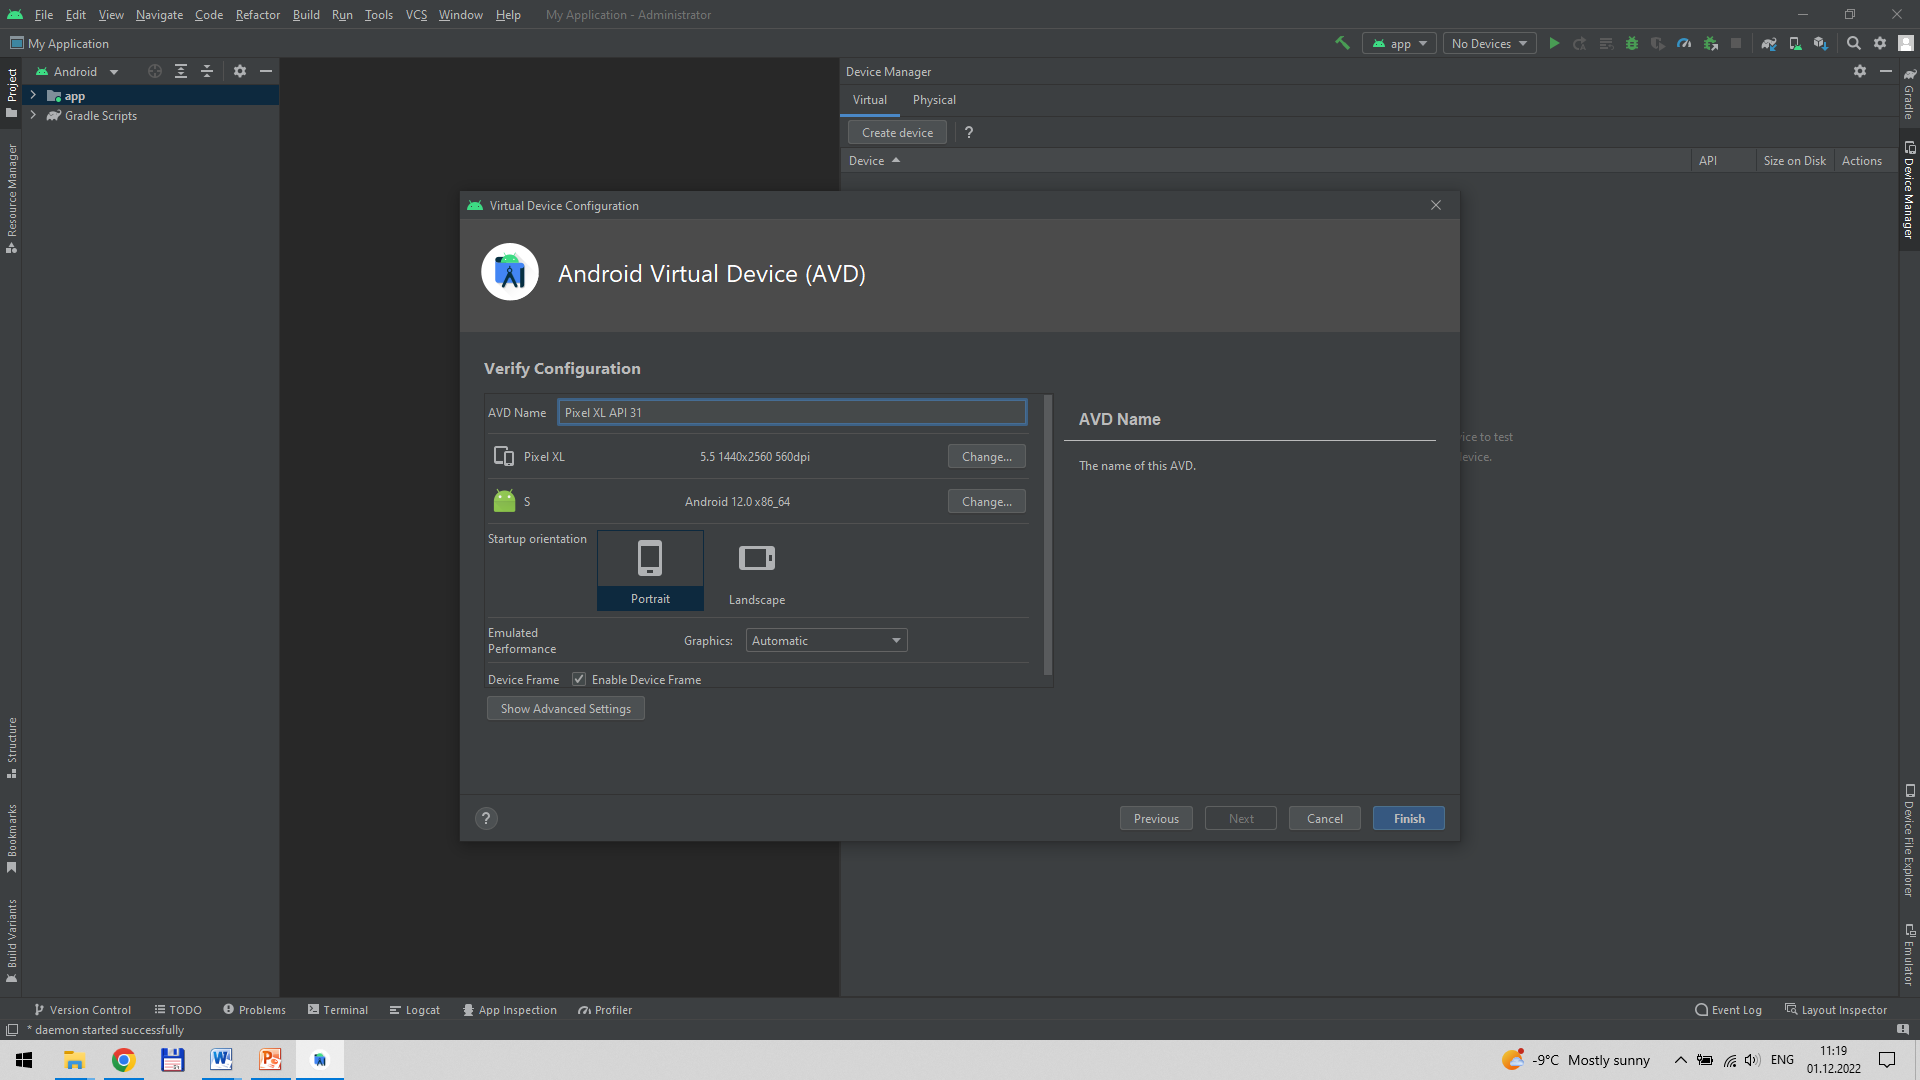 File Edit View Navigate Code Refactor Build Run Tools VCS Window Help My Application - Administrator
My Application
app
No Devices
Android
app
Gradle Scripts
Project
Resource Manager
Structure
Bookmarks
Build Variants
Device Manager
Virtual Physical
Create device ?
Device API Size on Disk Actions
Virtual Device Configuration
Android Virtual Device (AVD)
Verify Configuration
AVD Name Pixel XL API 31
Pixel XL 5.5 1440x2560 560dpi Change...
S Android 12.0 x86_64 Change...
Startup orientation
Portrait Landscape
Emulated
Performance
Graphics: Automatic
Device Frame Enable Device Frame
Show Advanced Settings
AVD Name
The name of this AVD.
to test
? Previous Next Cancel Finish
Gradle
Device Manager
Device File Explorer
Emulator
Version Control TODO Problems Terminal Logcat App Inspection Profiler Event Log Layout Inspector
* daemon started successfully
-9°C Mostly sunny ENG
11:19
01.12.2022